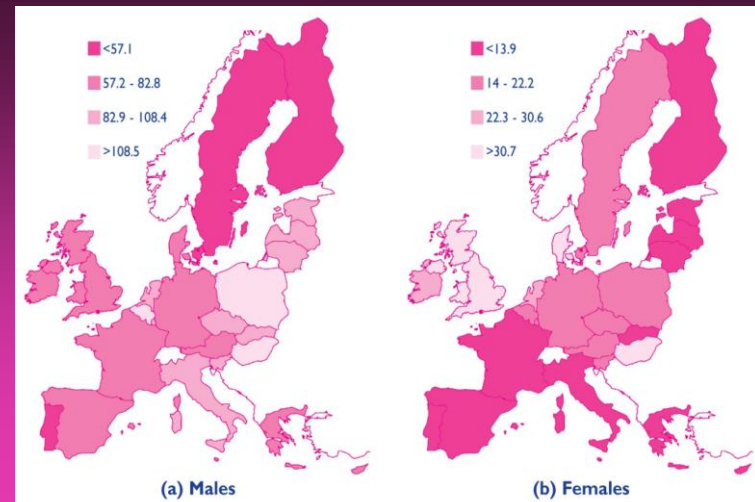 <57.1
57.2 - 82.8
82.9 - 108.4
>108.5
(a) Males
<13.9
14 - 22.2
22.3 - 30.6
>30.7
(b) Females